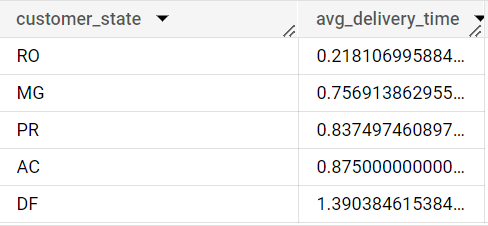 customer_state avg_delivery_time
RO 0.218106995884...
MG 0.756913862955...
PR 0.837497460897...
AC 0.875000000000...
DF 1.390384615384...